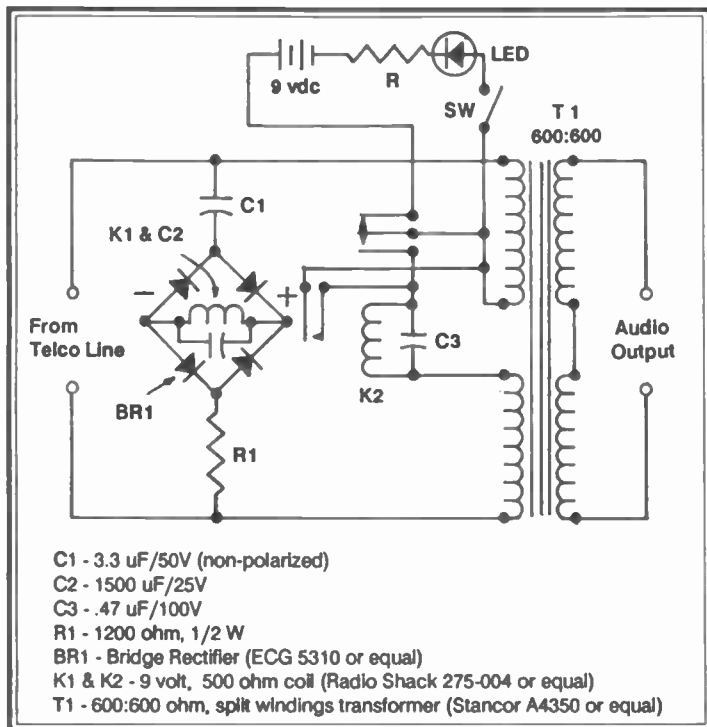 9 vdc
R
LED
SW
T 1
600:600
C1
K1 & C2
-
+
From
Telco Line
C3
Audio
Output
K2
BR1
R1
C1 - 3.3 uF/50V (non-polarized)
C2 - 1500 uF/25V
C3 - .47 uF/100V
R1 - 1200 ohm, 1/2 W
BR1 - Bridge Rectifier (ECG 5310 or equal)
K1 & K2 - 9 volt, 500 ohm coil (Radio Shack 275-004 or equal)
T1 - 600:600 ohm, split windings transformer (Stancor A4350 or equal)